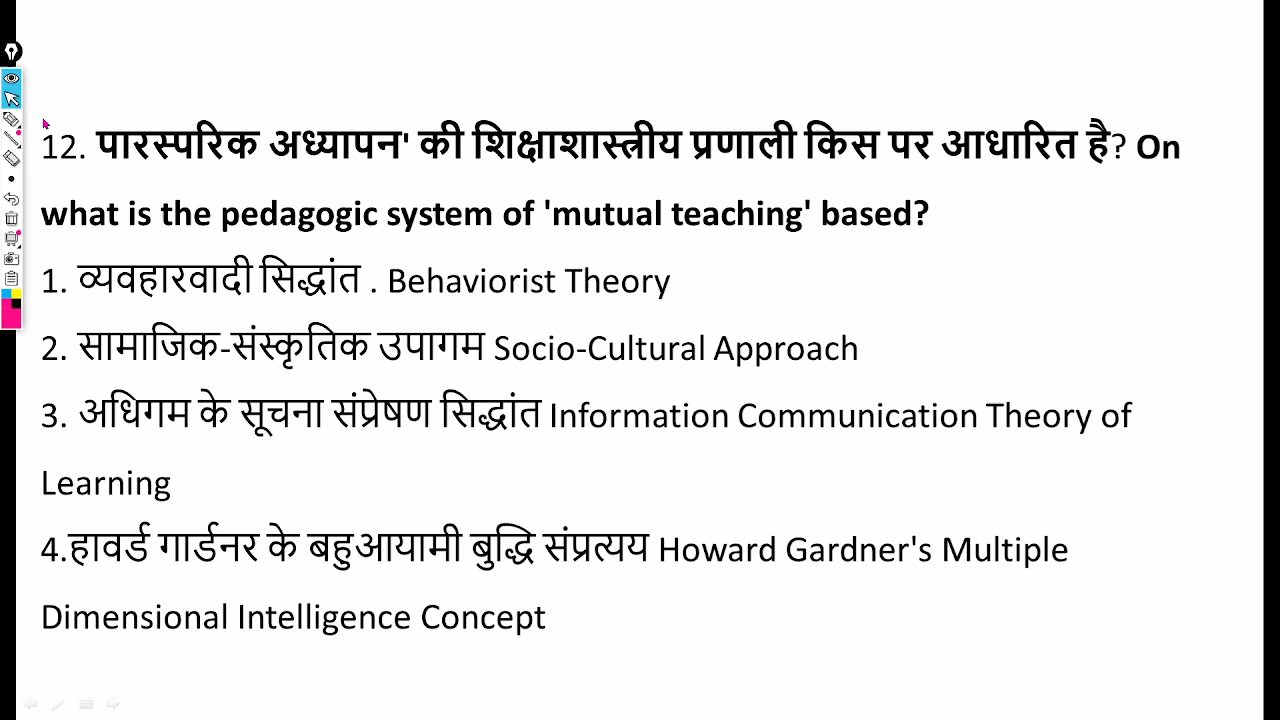 12. पारस्परिक अध्यापन' की शिक्षाशास्त्रीय प्रणाली किस पर आधारित है? On
what is the pedagogic system of 'mutual teaching' based?
1. व्यवहारवादी सिद्धांत . Behaviorist Theory
2. सामाजिक-संस्कृतिक उपागम Socio-Cultural Approach
3. अधिगम के सूचना संप्रेषण सिद्धांत Information Communication Theory of
Learning
4.हावर्ड गार्डनर के बहुआयामी बुद्धि संप्रत्यय Howard Gardner's Multiple
Dimensional Intelligence Concept